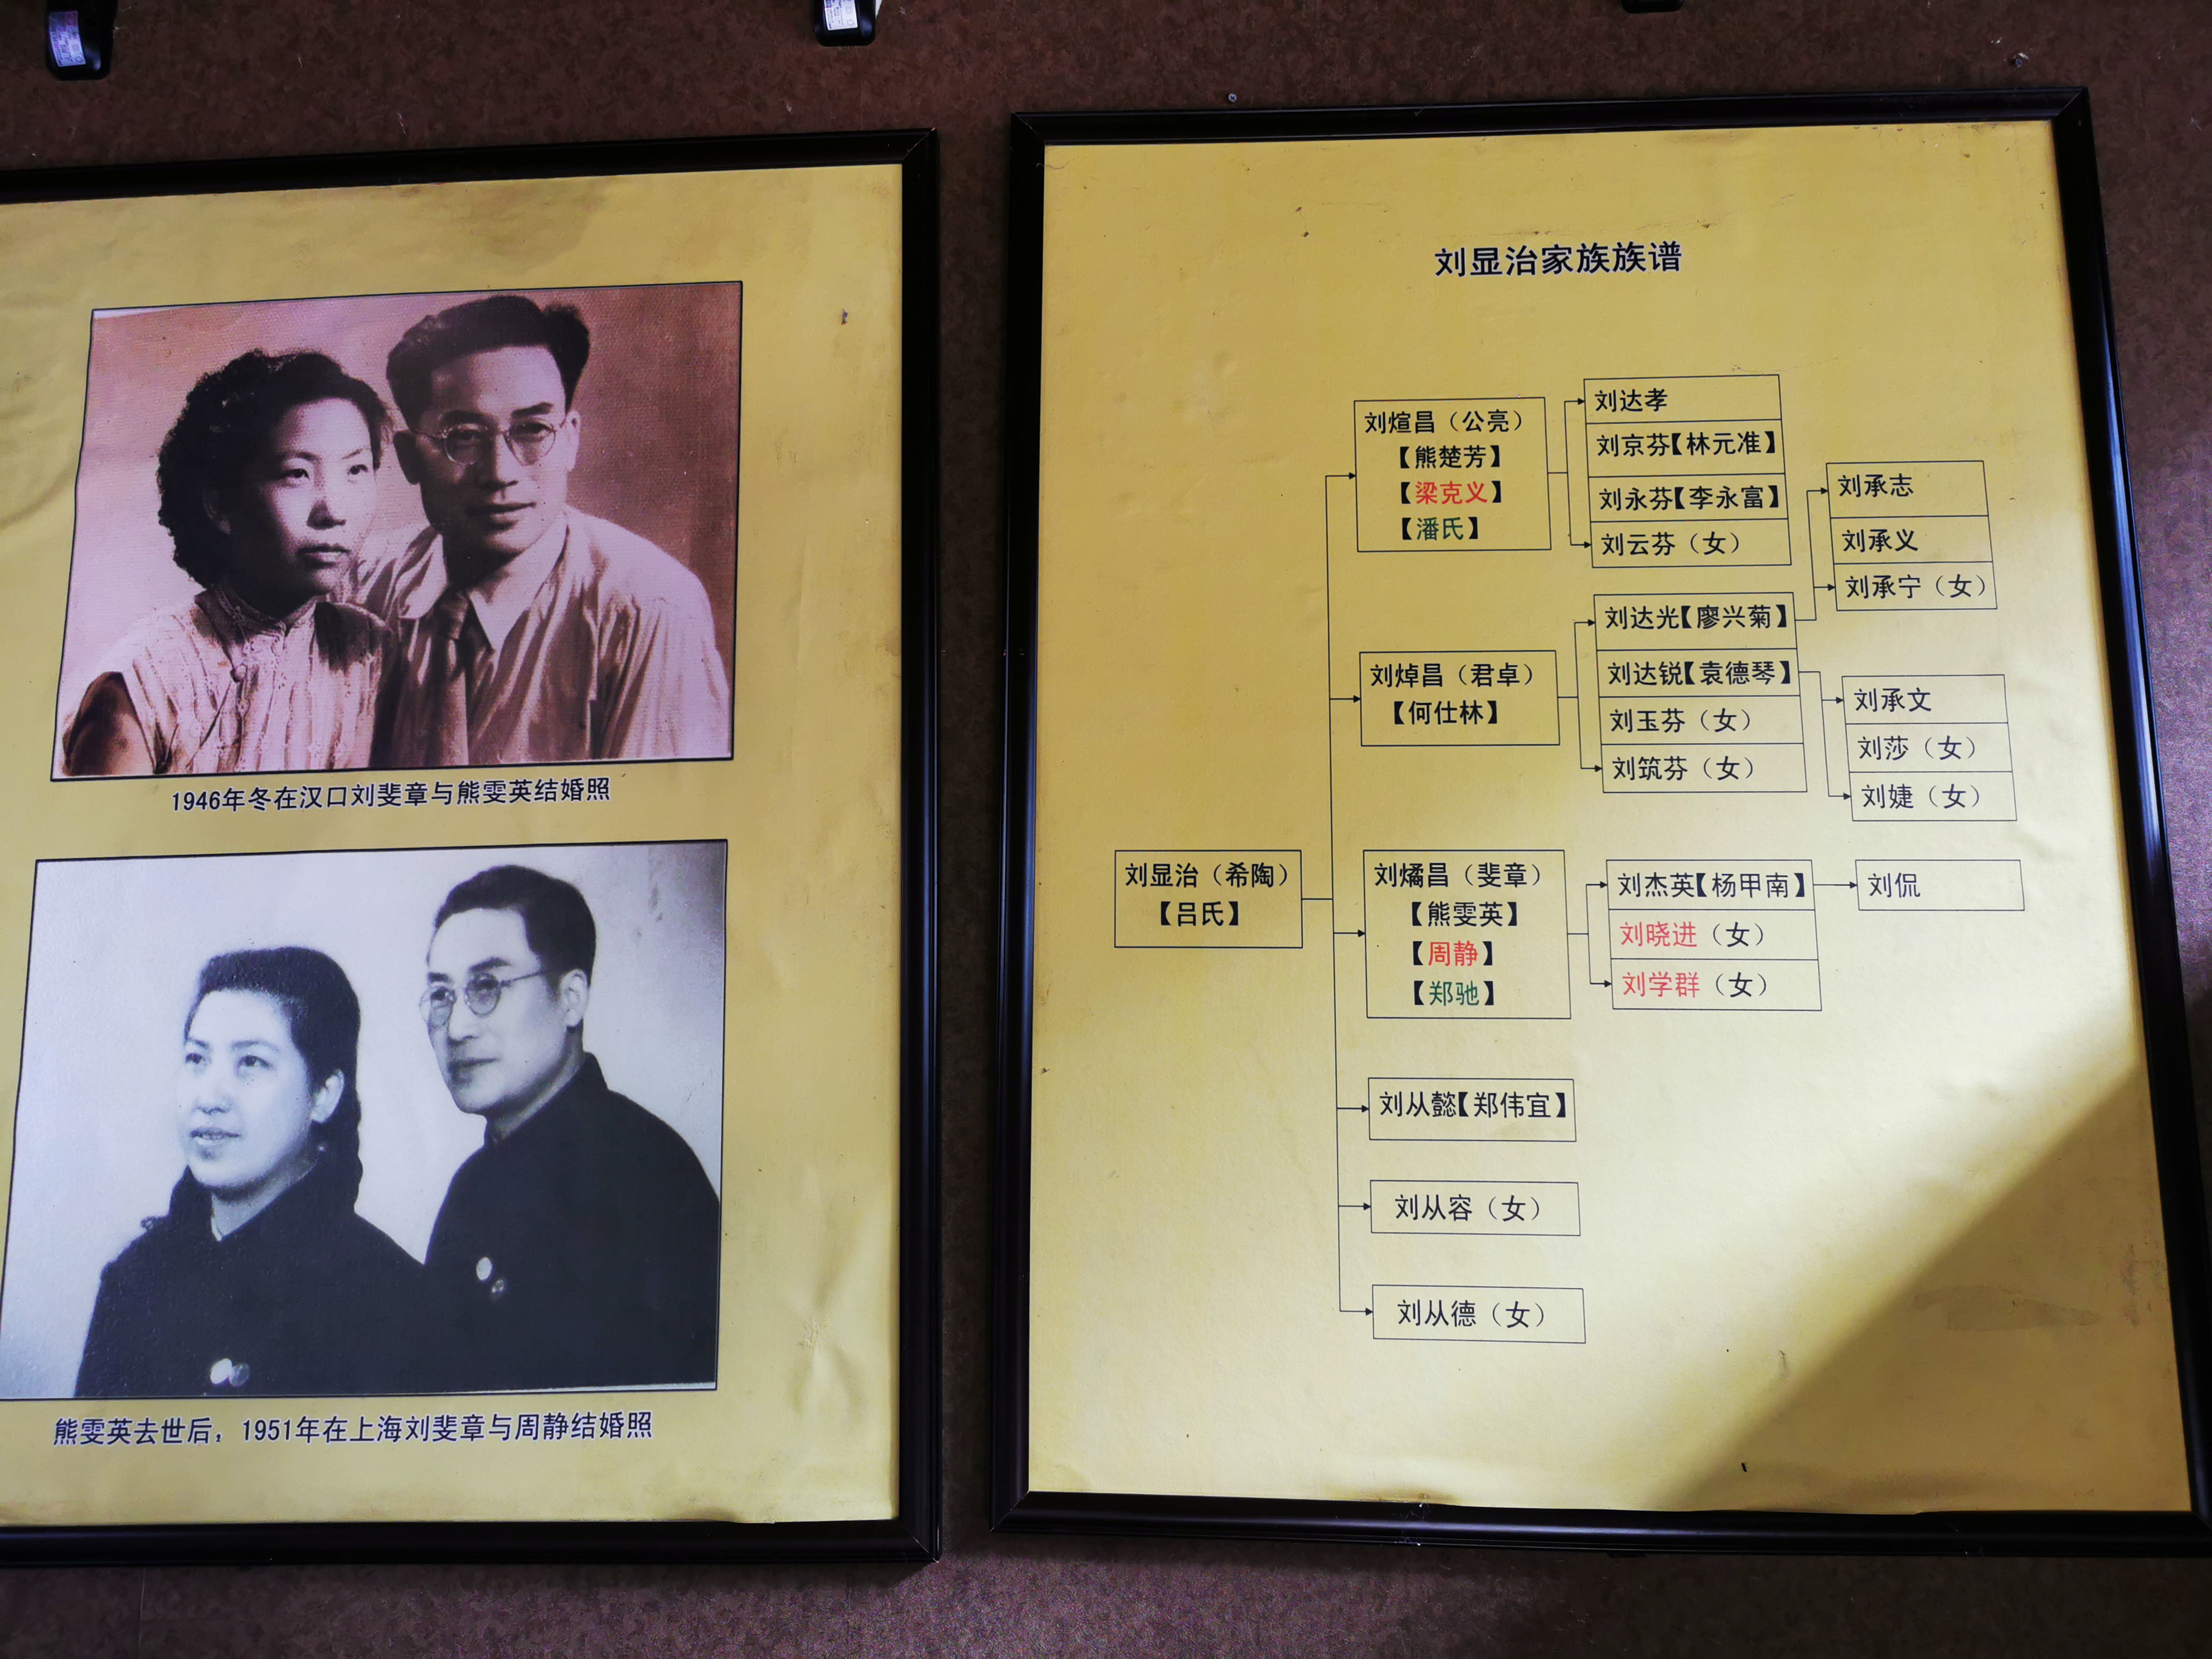 1946年冬在汉口刘斐章与熊雯英结婚照
熊雯英去世后，1951年在上海刘斐章与周静结婚照
刘显治家族族谱
刘显治（希陶）
【吕氏】
刘煊昌（公亮）
【熊楚芳】
【梁克义】
【潘氏】
刘达孝
刘京芬【林元准】
刘永芬【李永富】
刘云芬（女）
刘焯昌（君卓）
【何仕林】
刘达光【廖兴菊】
刘达锐【袁德琴】
刘玉芬（女）
刘筑芬（女）
刘承志
刘承义
刘承宁（女）
刘承文
刘莎（女）
刘婕（女）
刘燏昌（斐章）
【熊雯英】
【周静】
【郑驰】
刘杰英【杨甲南】
刘晓进（女）
刘学群（女）
刘侃
刘从懿【郑伟宜】
刘从容（女）
刘从德（女）